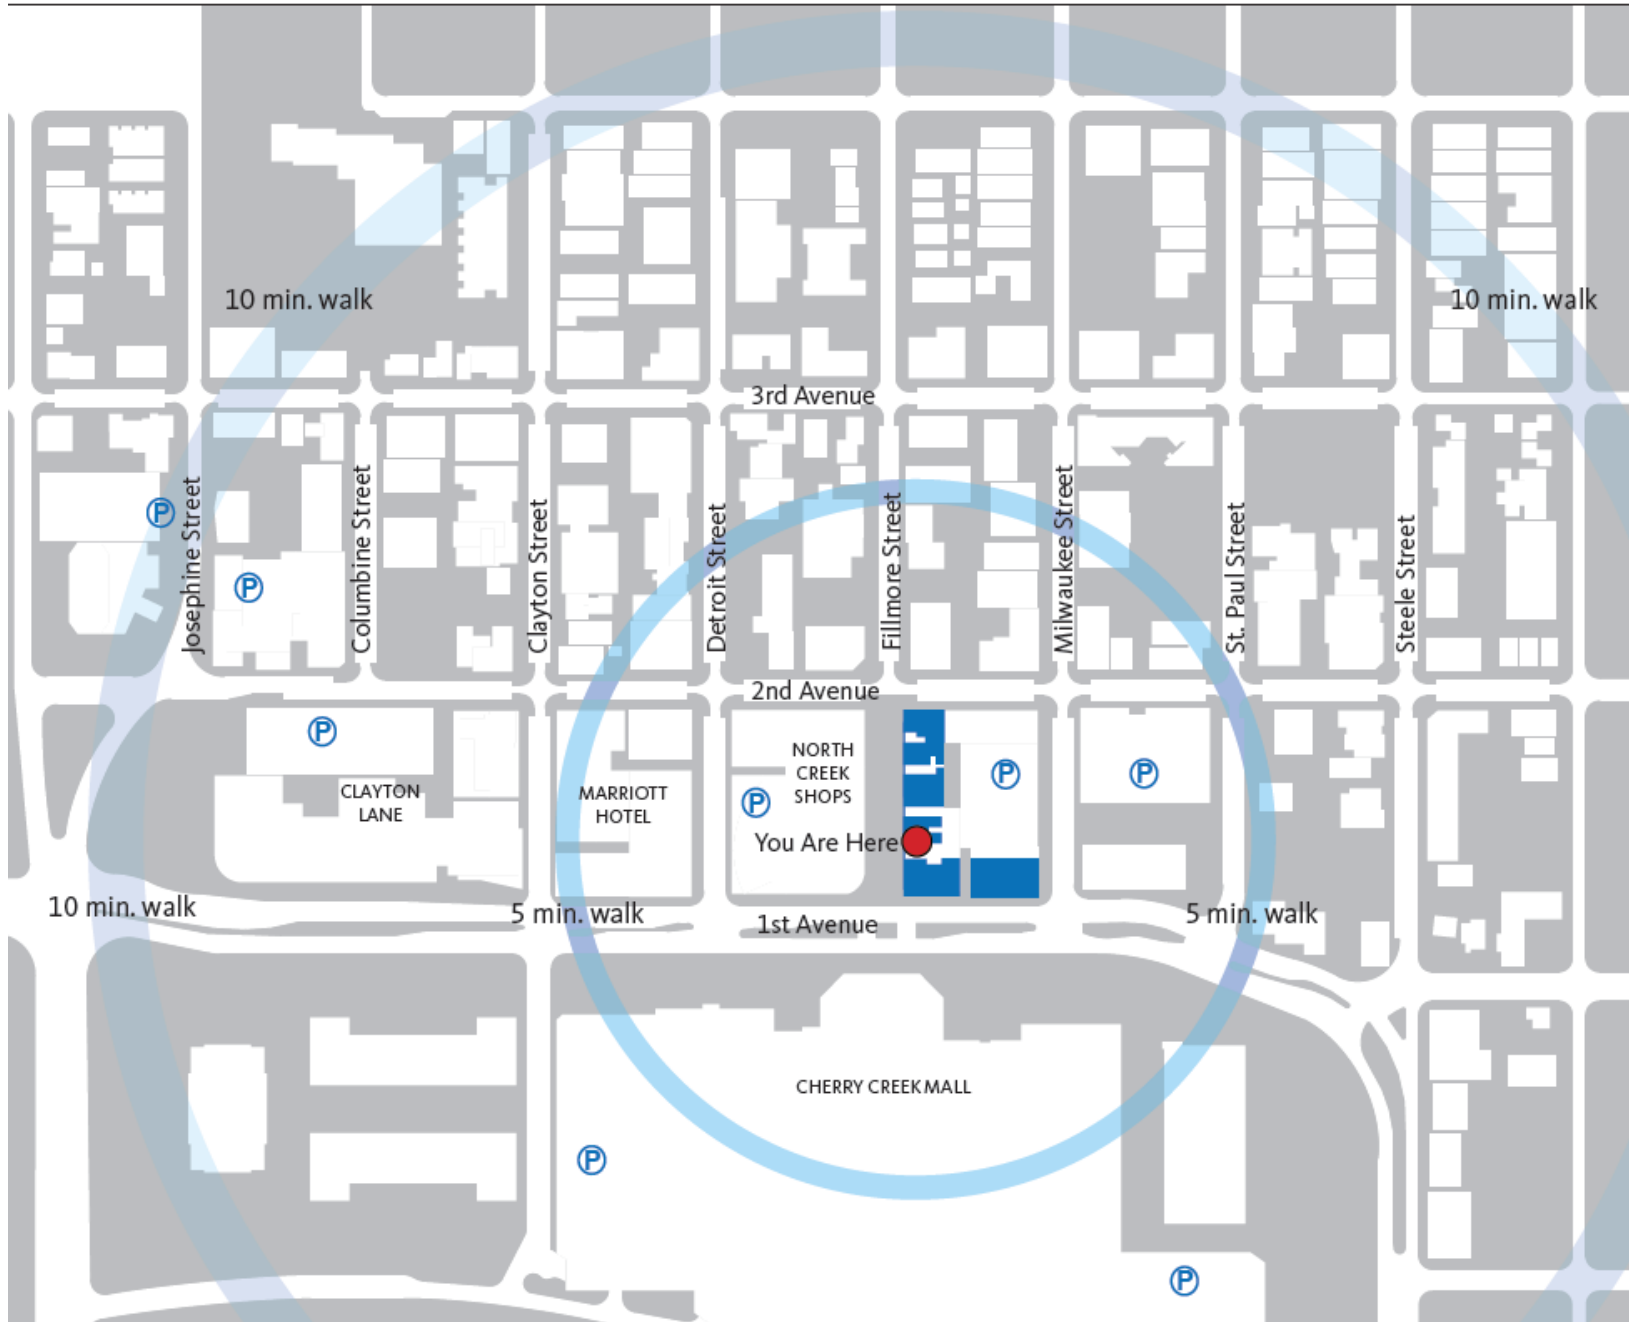 10 min. walk
10 min. walk
3rd Avenue
P
Josephine Street
P
Columbine Street
Clayton Street
Detroit Street
Fillmore Street
Milwaukee Street
St. Paul Street
Steele Street
2nd Avenue
P
CLAYTON
LANE
MARRIOTT
HOTEL
NORTH
CREEK
SHOPS
P
P
P
You Are Here
10 min. walk
5 min. walk
1st Avenue
5 min. walk
CHERRY CREEK MALL
P
P